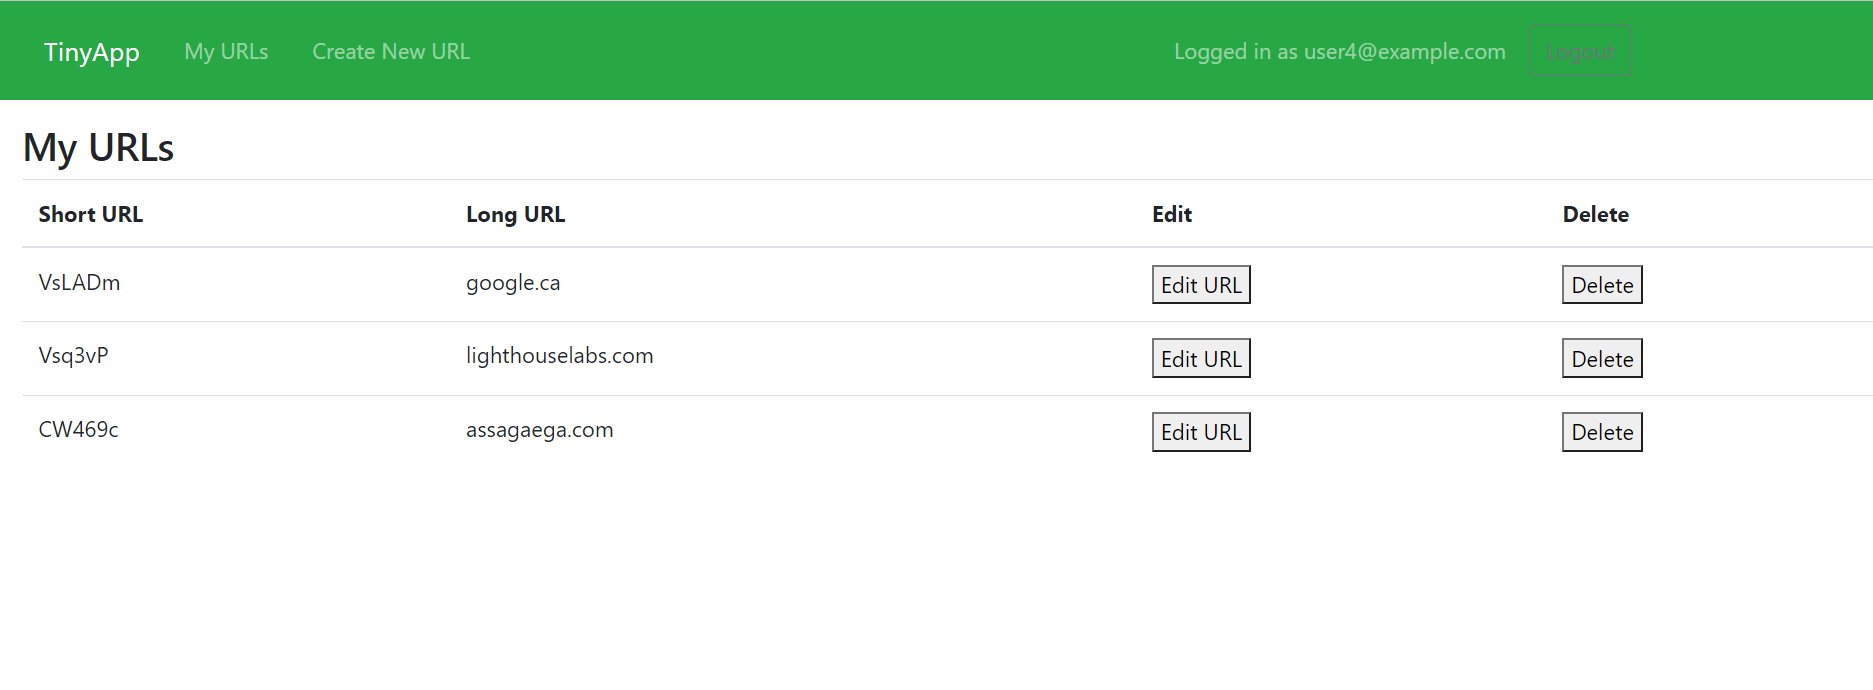 TinyApp My URLs Create New URL Logged in as user4@example.com Logout
My URLs
Short URL Long URL Edit Delete
VsLADm google.ca Edit URL Delete
Vsq3vP lighthouselabs.com Edit URL Delete
CW469c assagaega.com Edit URL Delete